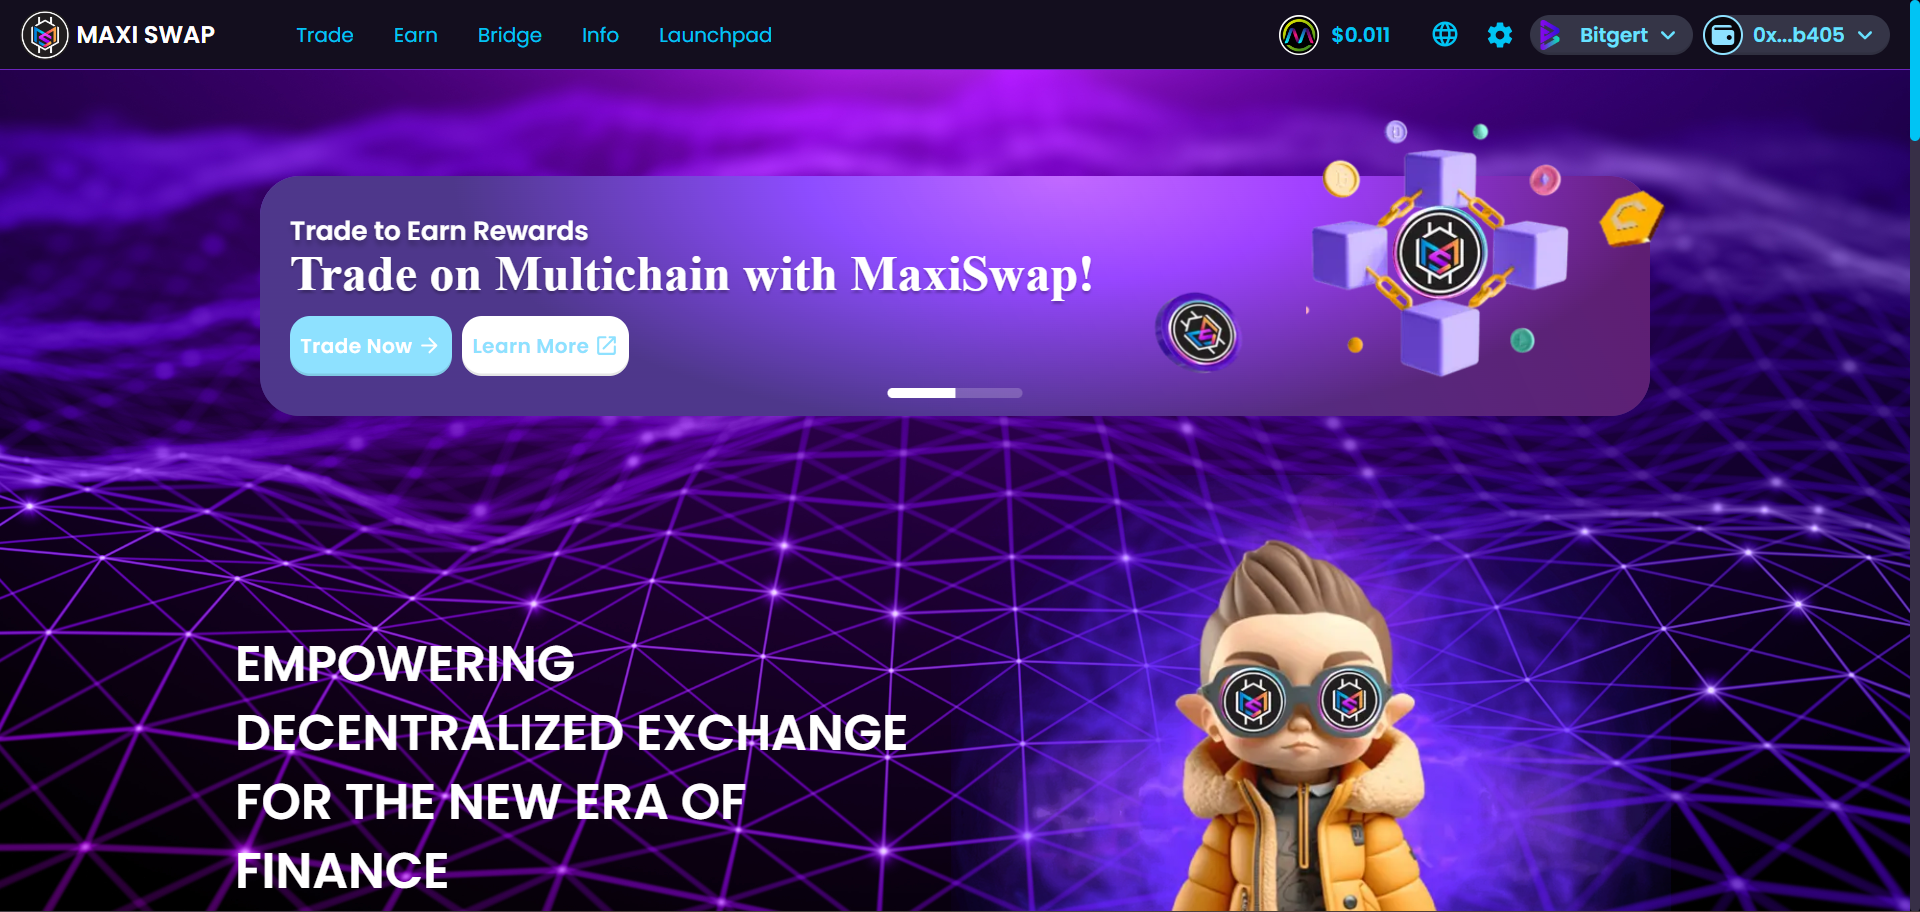 MAXI SWAP
Trade
Earn
Bridge
Info
Launchpad
$0.011
Bitgert
0x...b405
Trade to Earn Rewards
Trade on Multichain with MaxiSwap!
Trade Now
Learn More
EMPOWERING
DECENTRALIZED EXCHANGE
FOR THE NEW ERA OF
FINANCE